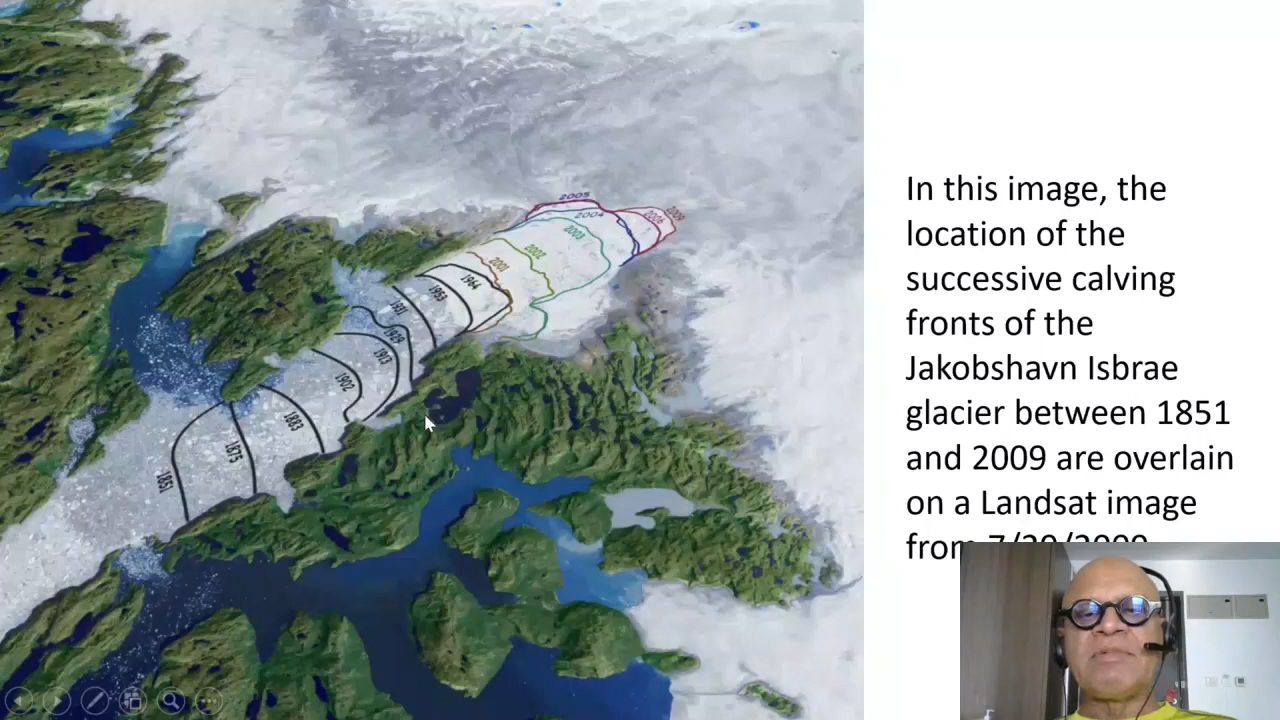 In this image, the
location of the
successive calving
fronts of the
Jakobshavn Isbrae
glacier between 1851
and 2009 are overlain
on a Landsat image
from
2005
2004
2009
2003
2002
2001
1964
1953
1931
1929
1913
1902
1883
1875
1851